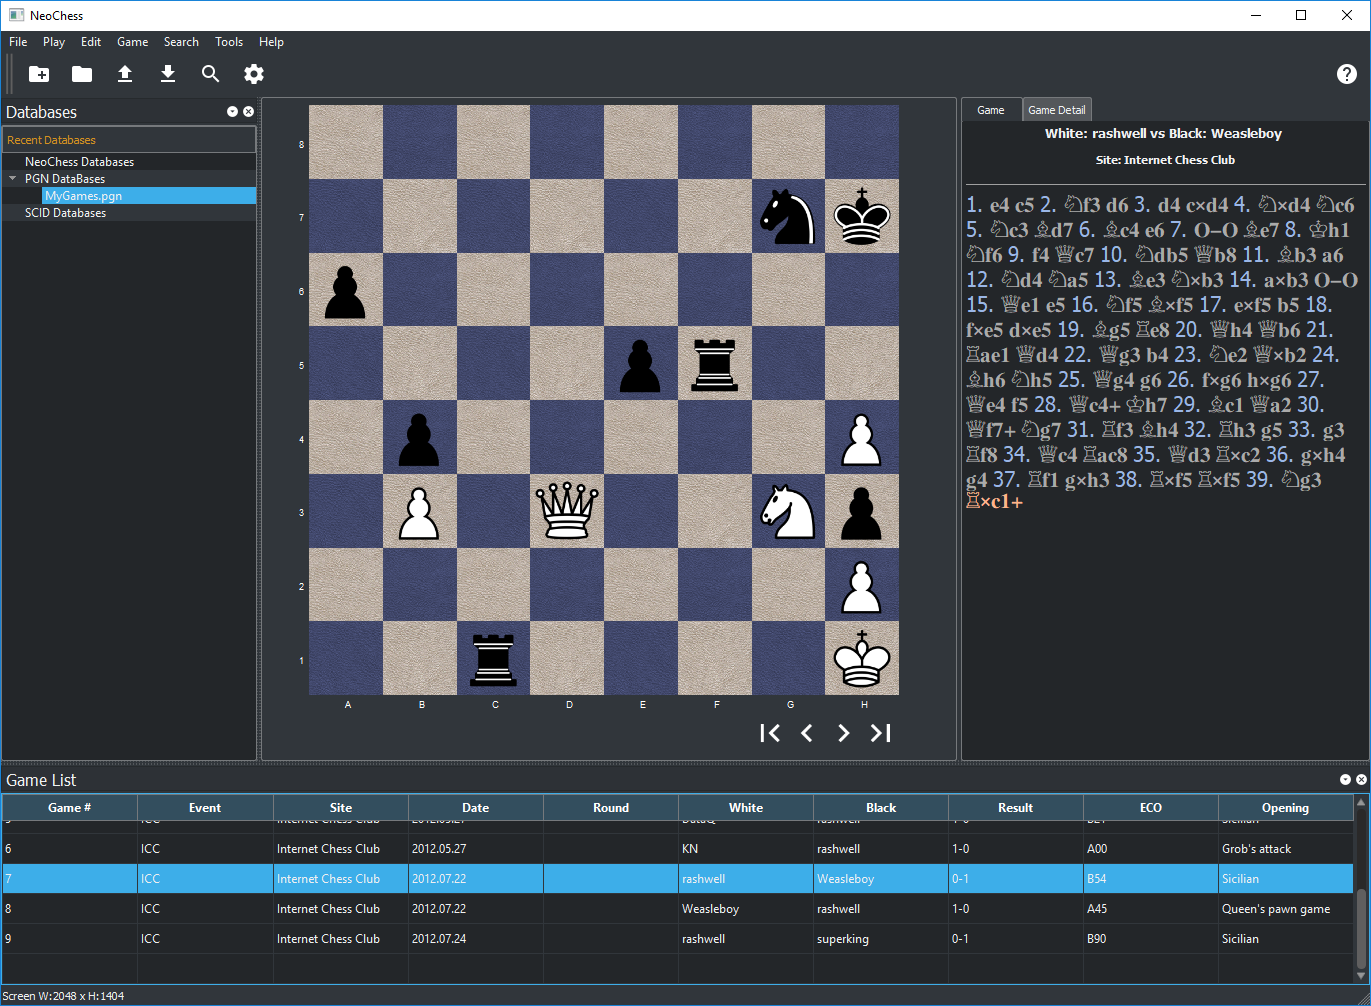 NeoChess
File Play Edit Game Search Tools Help
Databases
Recent Databases
NeoChess Databases
PGN DataBases
MyGames.pgn
SCID Databases
8
7
6
5
4
3
2
1
A B C D E F G H
Game Game Detail
White: rashwell vs Black: Weasleboy
Site: Internet Chess Club
1. e4 c5 2. ♘f3 d6 3. d4 c×d4 4. ♘×d4 ♘c6
5. ♘c3 ♗d7 6. ♗c4 e6 7. O–O ♗e7 8. ♔h1
♘f6 9. f4 ♕c7 10. ♘db5 ♕b8 11. ♗b3 a6
12. ♘d4 ♘a5 13. ♗e3 ♘×b3 14. a×b3 O–O
15. ♕e1 e5 16. ♘f5 ♗×f5 17. e×f5 b5 18.
f×e5 d×e5 19. ♗g5 ♖e8 20. ♕h4 ♕b6 21.
♖ae1 ♕d4 22. ♕g3 b4 23. ♘e2 ♕×b2 24.
♗h6 ♘h5 25. ♕g4 g6 26. f×g6 h×g6 27.
♕e4 f5 28. ♕c4+ ♔h7 29. ♗c1 ♕a2 30.
♕f7+ ♘g7 31. ♖f3 ♗h4 32. ♖h3 g5 33. g3
♖f8 34. ♕c4 ♖ac8 35. ♕d3 ♖×c2 36. g×h4
g4 37. ♖f1 g×h3 38. ♖×f5 ♖×f5 39. ♘g3
♖×c1+
Game List
Game # Event Site Date Round White Black Result ECO Opening
6 ICC Internet Chess Club 2012.05.27 KN rashwell 1-0 A00 Grob's attack
7 ICC Internet Chess Club 2012.07.22 rashwell Weasleboy 0-1 B54 Sicilian
8 ICC Internet Chess Club 2012.07.22 Weasleboy rashwell 1-0 A45 Queen's pawn game
9 ICC Internet Chess Club 2012.07.24 rashwell superking 0-1 B90 Sicilian
Screen W:2048 x H:1404